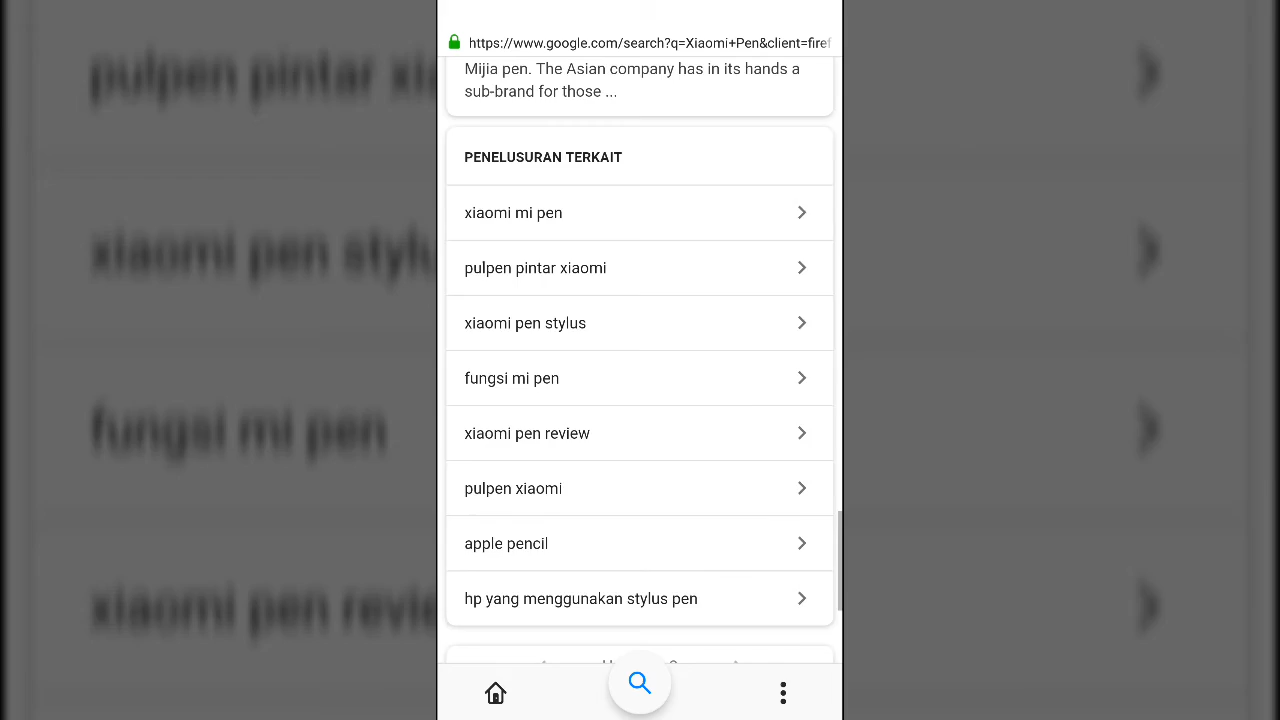 https://www.google.com/search?q=Xiaomi+Pen&client=firef
Mijia pen. The Asian company has in its hands a
sub-brand for those ...
PENELUSURAN TERKAIT
xiaomi mi pen
pulpen pintar xiaomi
xiaomi pen stylus
fungsi mi pen
xiaomi pen review
pulpen xiaomi
apple pencil
hp yang menggunakan stylus pen